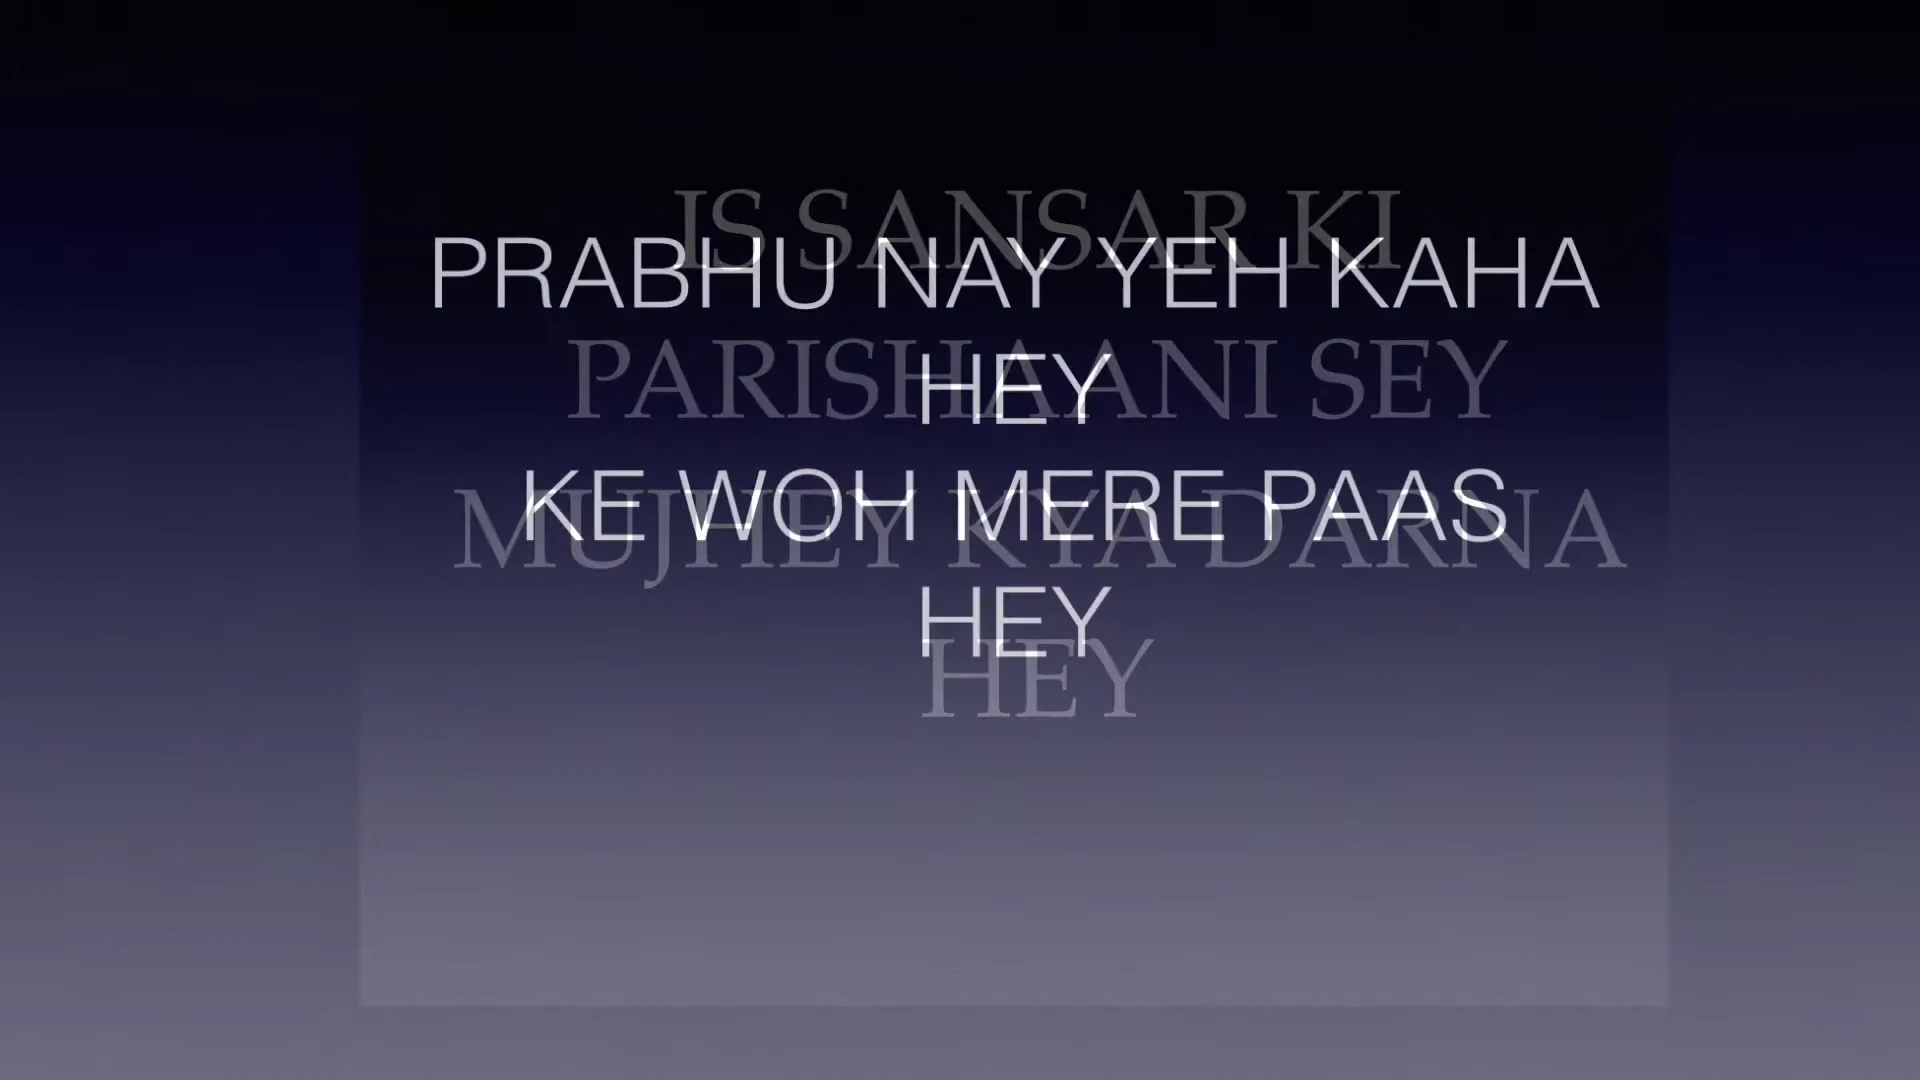 IS SANSAR KI
PRABHU NAY YEH KAHA
PARISHAANI SEY
HEY
KE WOH MERE PAAS
MUJHEY KYA DARNA
HEY
HEY